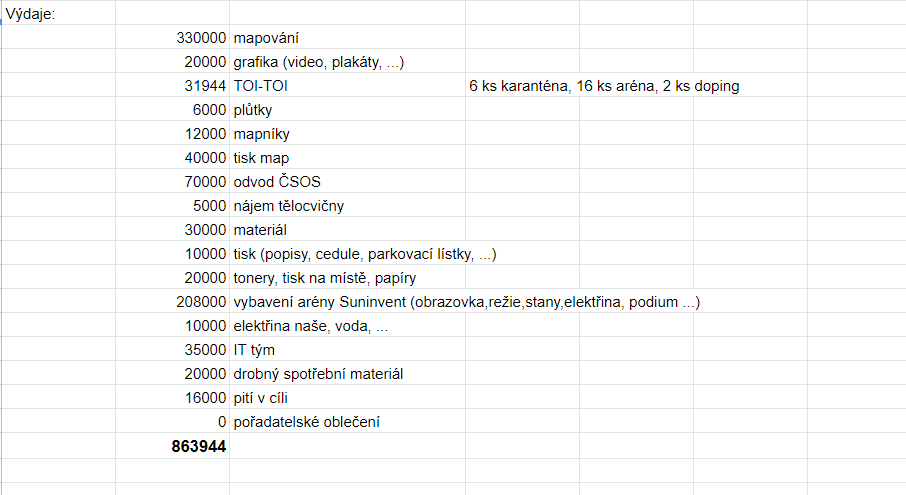 Výdaje:
330000 mapování
20000 grafika (video, plakáty, ...)
31944 TOI-TOI 6 ks karanténa, 16 ks aréna, 2 ks doping
6000 plůtky
12000 mapníky
40000 tisk map
70000 odvod ČSOS
5000 nájem tělocvičny
30000 materiál
10000 tisk (popisy, cedule, parkovací lístky, ...)
20000 tonery, tisk na místě, papíry
208000 vybavení arény Suninvent (obrazovka,režie,stany,elektřina, podium ...)
10000 elektřina naše, voda, ...
35000 IT tým
20000 drobný spotřební materiál
16000 pití v cíli
0 pořadatelské oblečení
863944